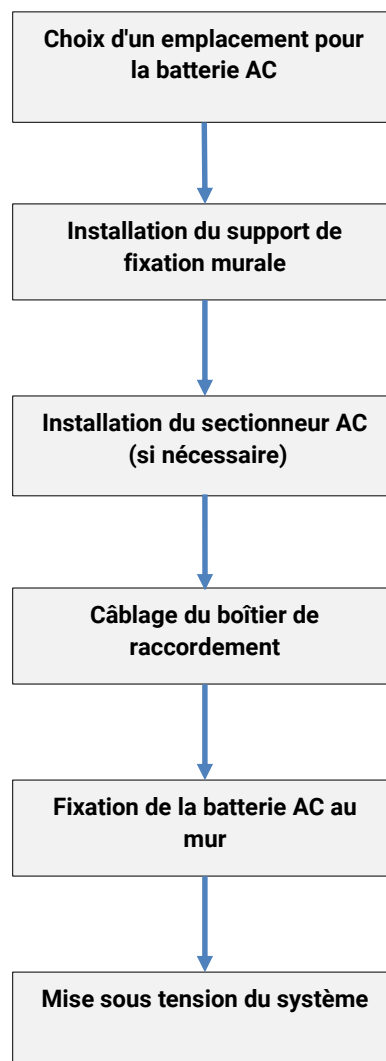 Choix d'un emplacement pour
la batterie AC
Installation du support de
fixation murale
Installation du sectionneur AC
(si nécessaire)
Câblage du boîtier de
raccordement
Fixation de la batterie AC au
mur
Mise sous tension du système